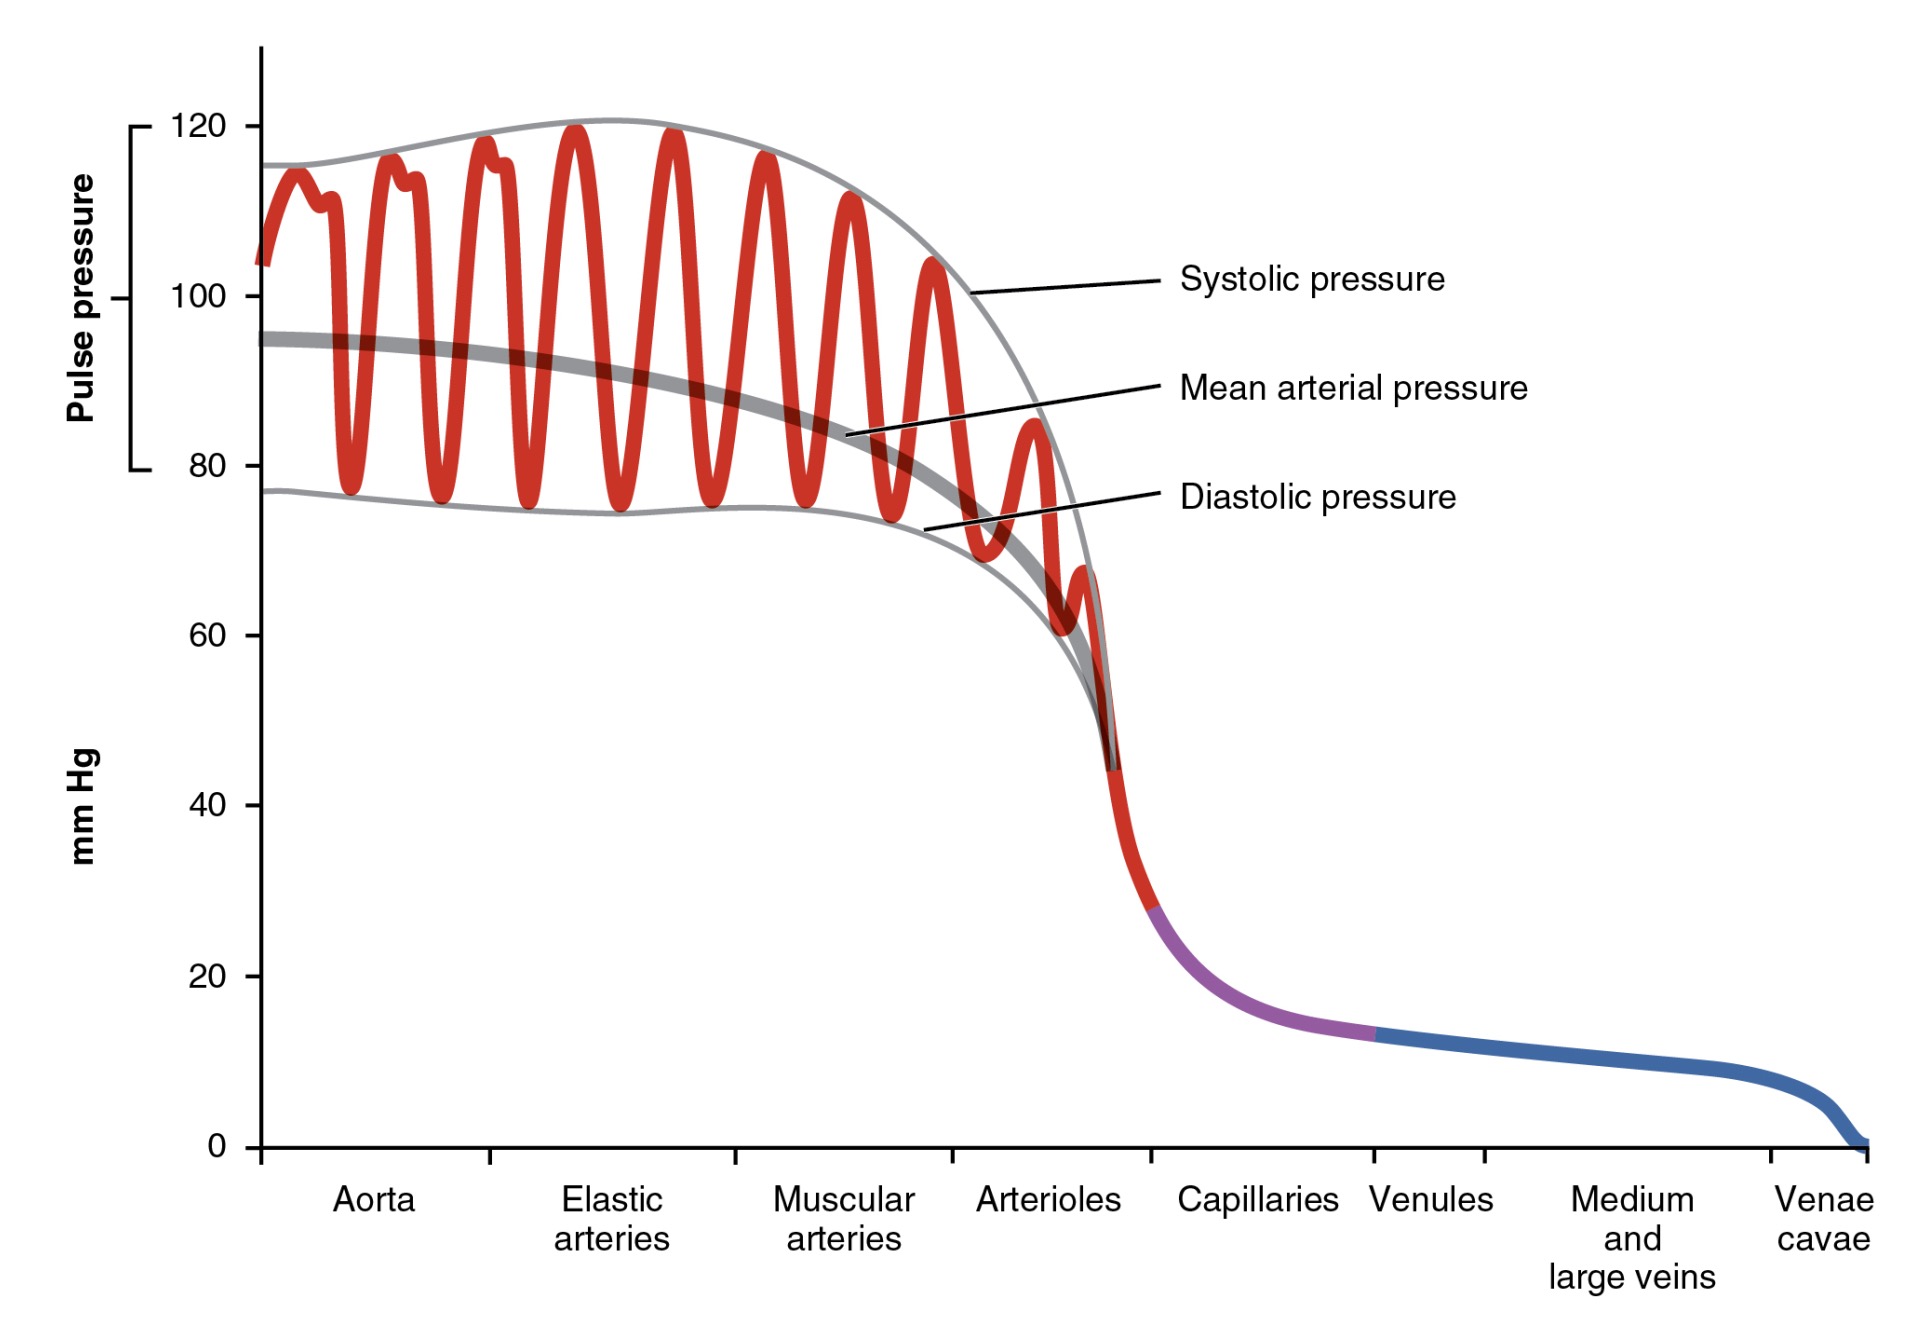 Pulse pressure
mm Hg
120
100
80
60
40
20
0
Systolic pressure
Mean arterial pressure
Diastolic pressure
Aorta
Elastic
arteries
Muscular
arteries
Arterioles
Capillaries
Venules
Medium
and
large veins
Venae
cavae